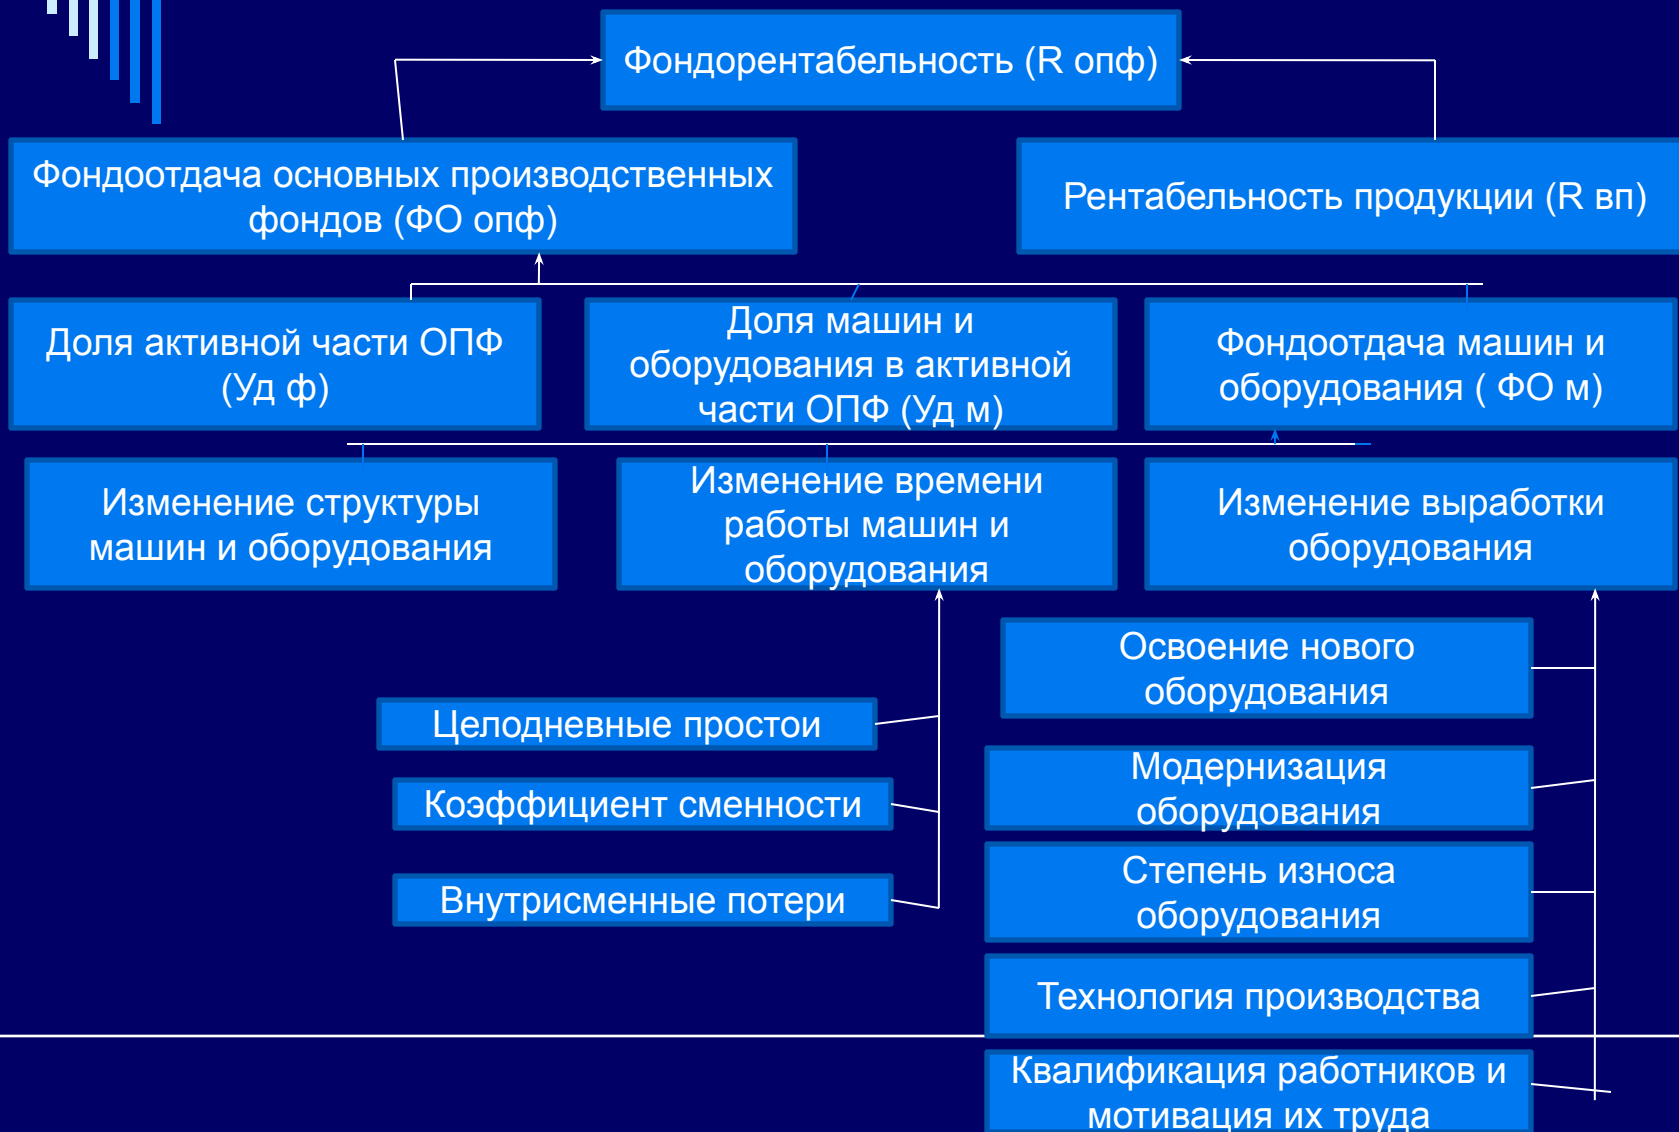 Фондорентабельность (R опф)
Фондоотдача основных производственных
фондов (ФО опф)
Рентабельность продукции (R вп)
Доля активной части ОПФ
(Уд ф)
Доля машин и
оборудования в активной
части ОПФ (Уд м)
Фондоотдача машин и
оборудования ( ФО м)
Изменение структуры
машин и оборудования
Изменение времени
работы машин и
оборудования
Изменение выработки
оборудования
Освоение нового
оборудования
Целодневные простои
Модернизация
оборудования
Коэффициент сменности
Степень износа
оборудования
Внутрисменные потери
Технология производства
Квалификация работников и
мотивация их труда